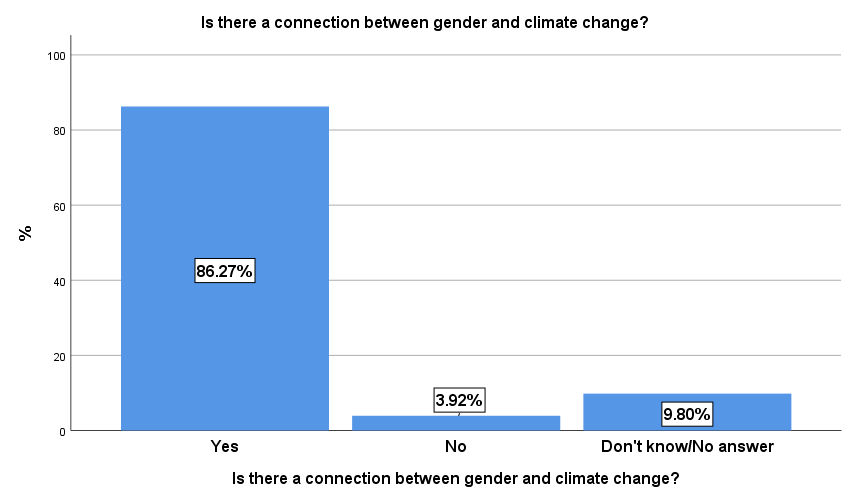 Is there a connection between gender and climate change?
100
80
60
40
20
0
%
86.27%
3.92%
9.80%
Yes
No
Don't know/No answer
Is there a connection between gender and climate change?